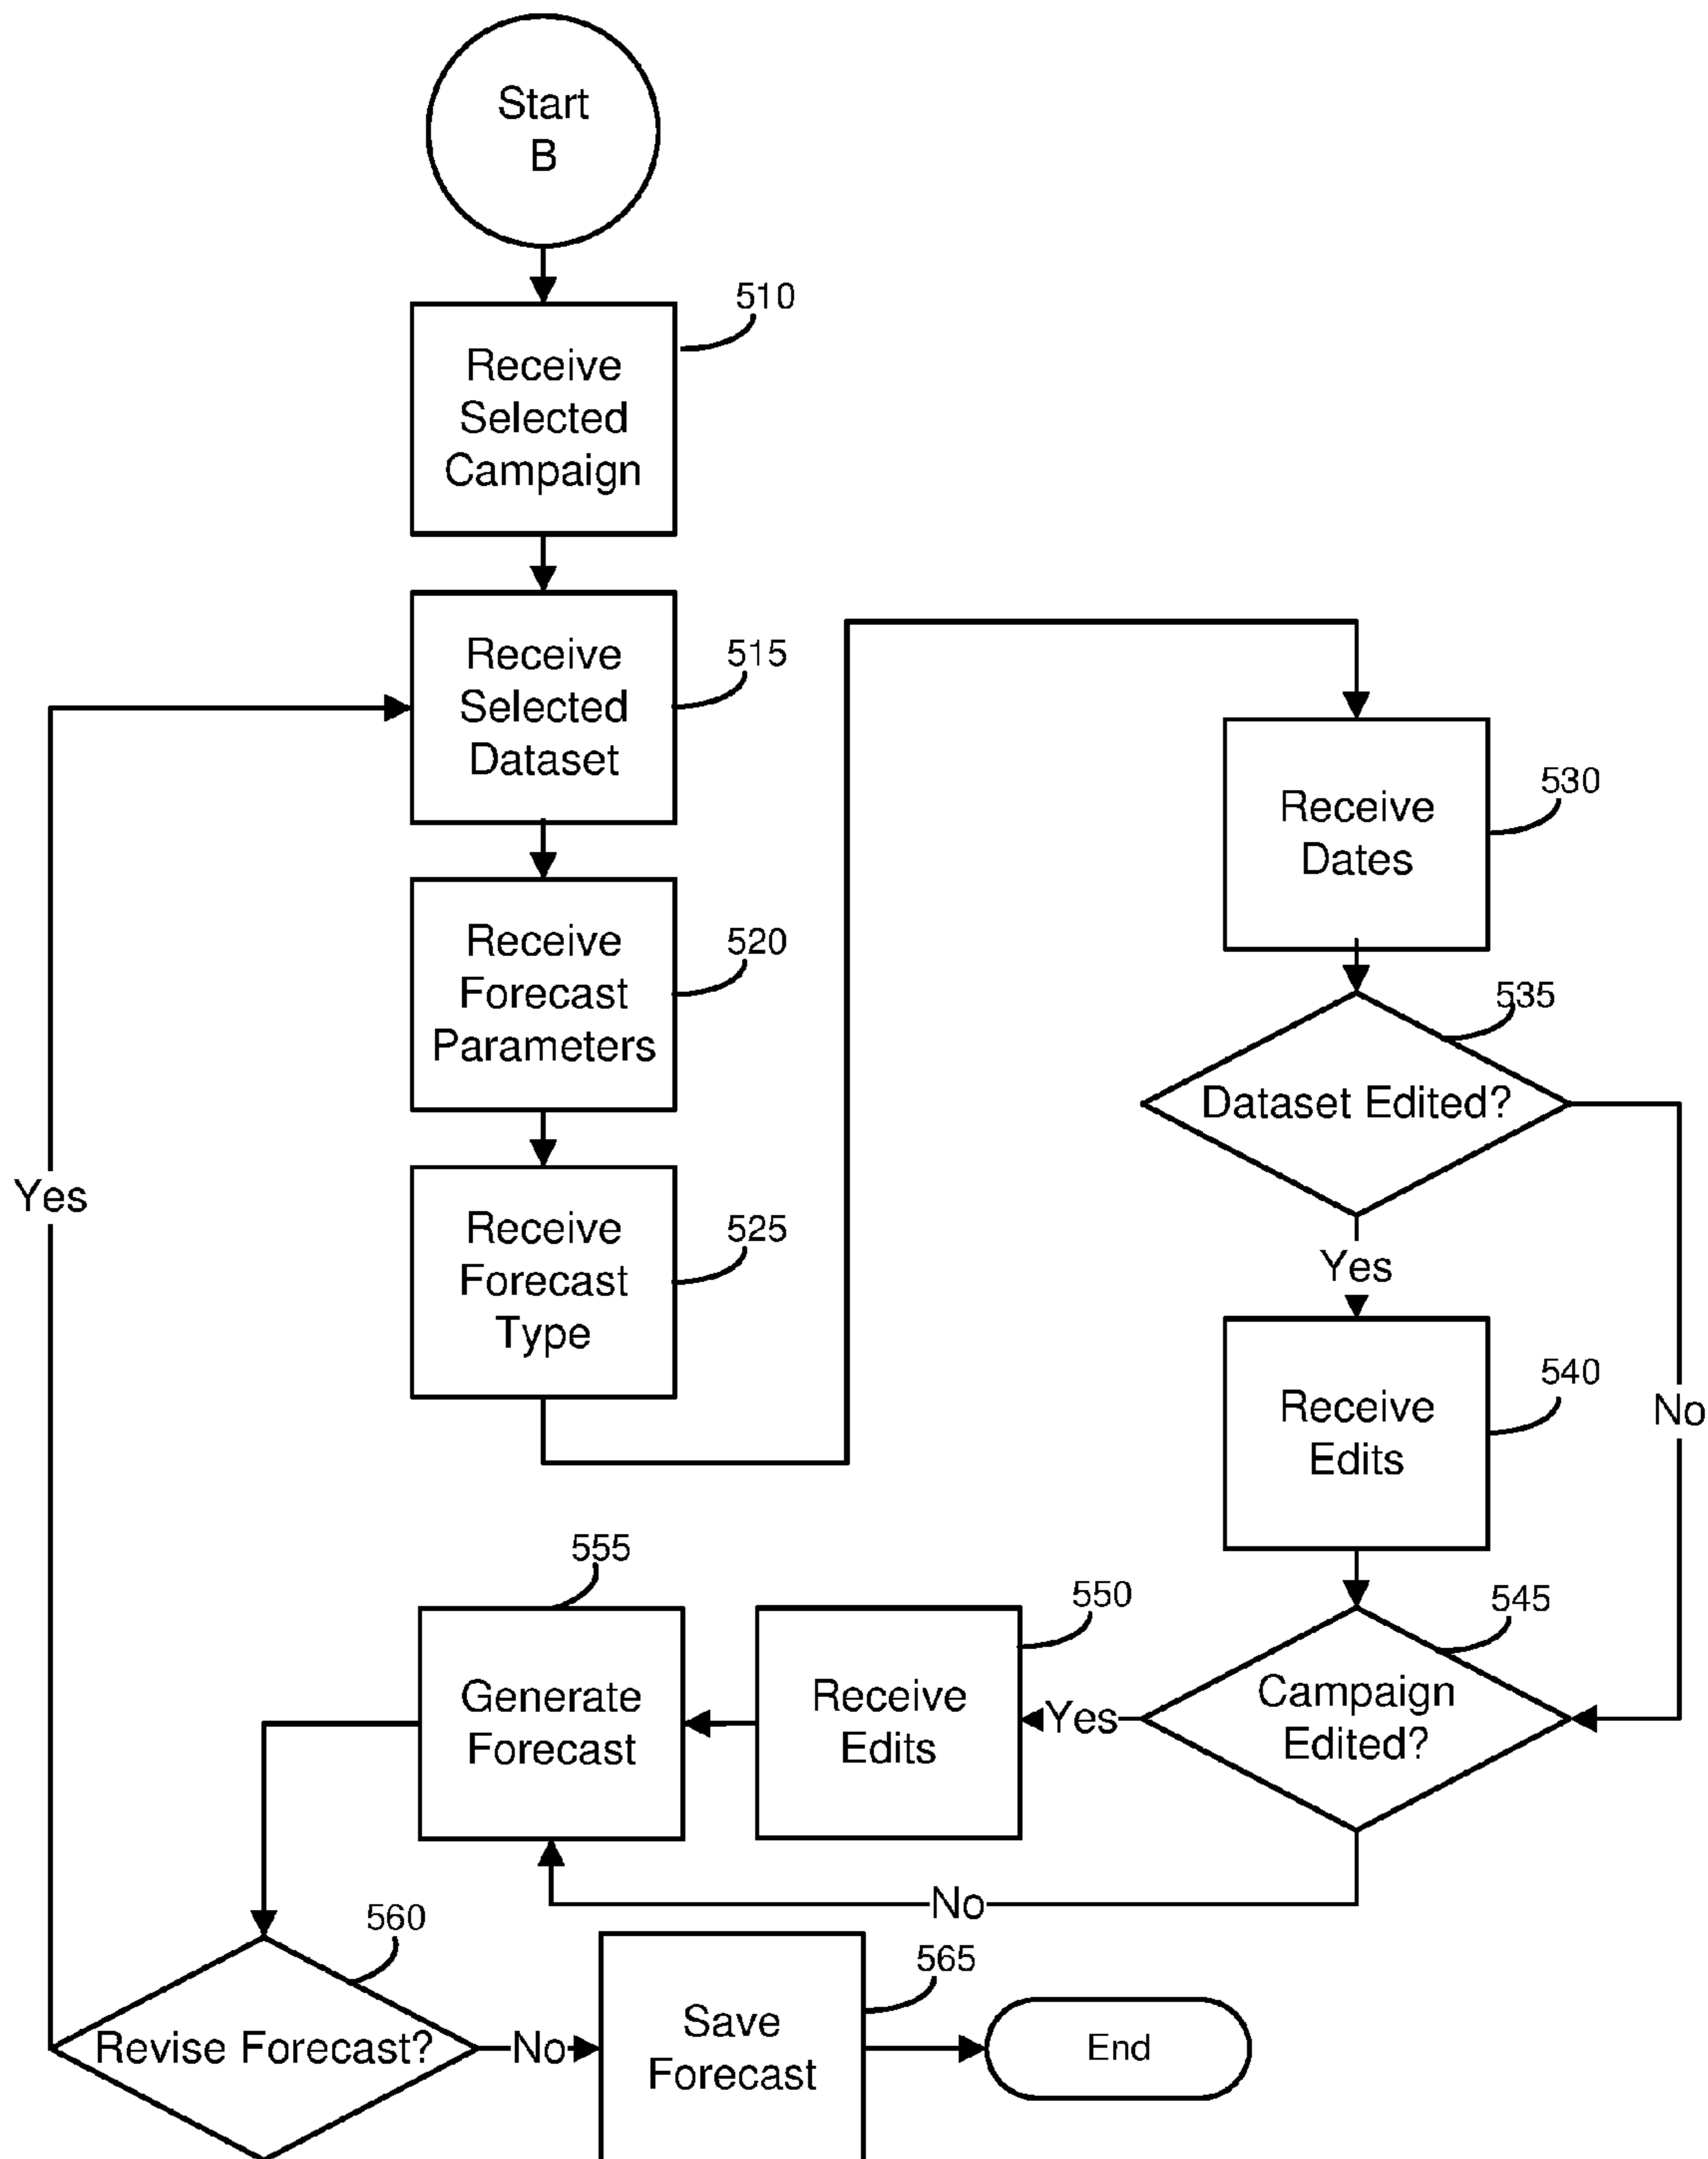 Start
B
510
Receive
Selected
Campaign
515
Receive
Selected
Dataset
520
Receive
Forecast
Parameters
525
Receive
Forecast
Type
530
Receive
Dates
535
Dataset Edited?
Yes
No
540
Receive
Edits
545
Campaign
Edited?
Yes
No
550
Receive
Edits
555
Generate
Forecast
560
Revise Forecast?
Yes
No
565
Save
Forecast
End